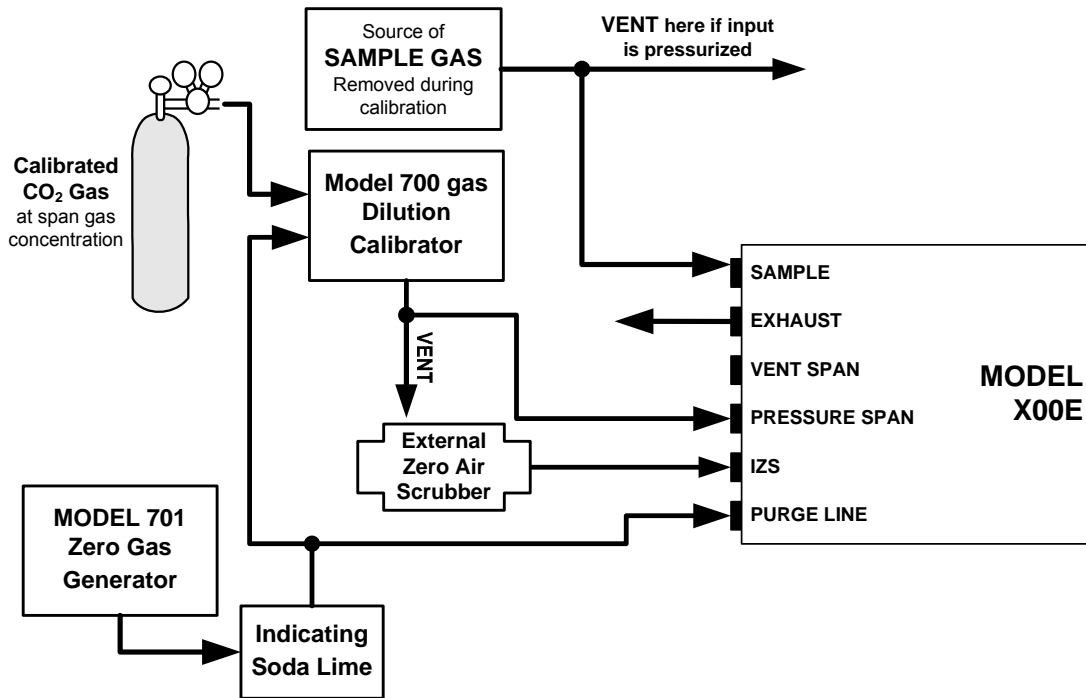 Source of
SAMPLE GAS
Removed during
calibration
VENT here if input
is pressurized
Calibrated
CO₂ Gas
at span gas
concentration
Model 700 gas
Dilution
Calibrator
VENT
External
Zero Air
Scrubber
MODEL 701
Zero Gas
Generator
Indicating
Soda Lime
SAMPLE
EXHAUST
VENT SPAN
PRESSURE SPAN
IZS
PURGE LINE
MODEL
X00E